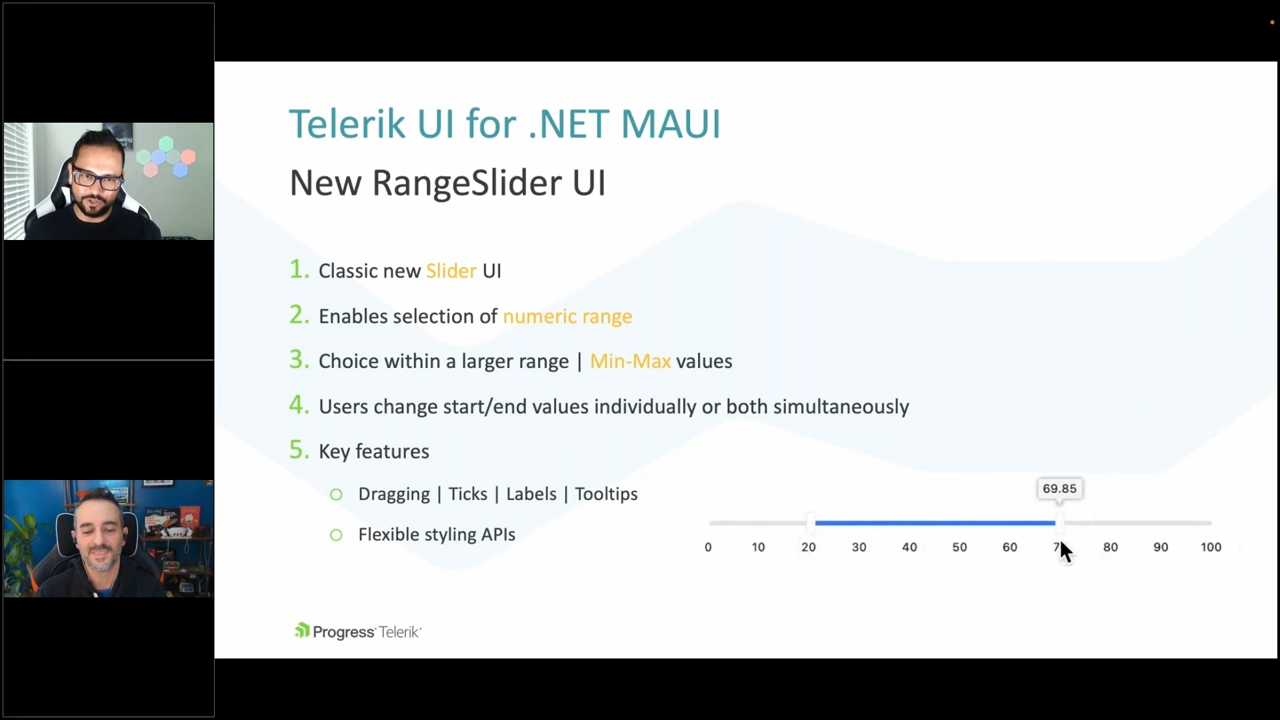 Telerik UI for .NET MAUI
New RangeSlider UI
1. Classic new Slider UI
2. Enables selection of numeric range
3. Choice within a larger range | Min-Max values
4. Users change start/end values individually or both simultaneously
5. Key features
Dragging | Ticks | Labels | Tooltips
Flexible styling APIs
69.85
0 10 20 30 40 50 60 80 90 100
Progress Telerik